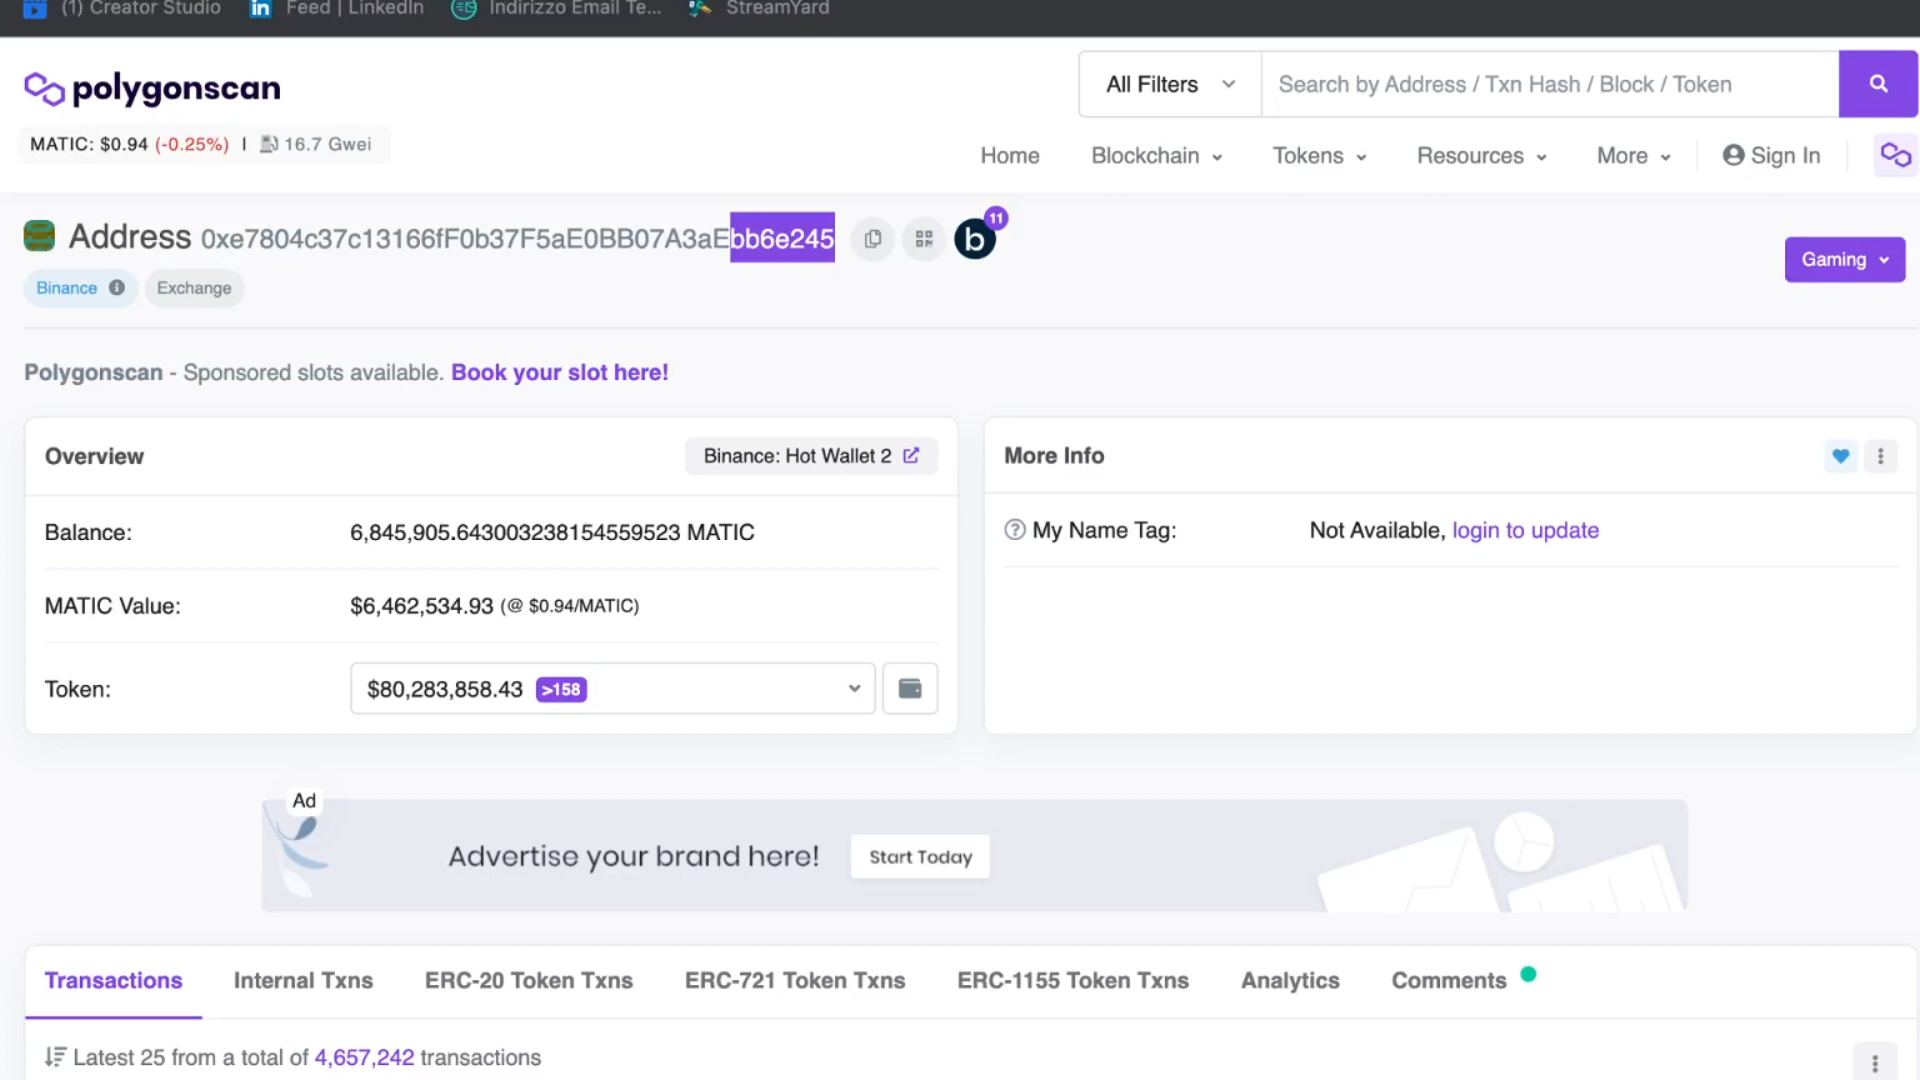 (1) Creator Studio in Feed | LinkedIn Indirizzo Email Te... StreamYard
polygonscan
All Filters
Search by Address / Txn Hash / Block / Token
MATIC: $0.94 (-0.25%) | 16.7 Gwei
Home Blockchain Tokens Resources More Sign In
Address 0xe7804c37c13166fF0b37F5aE0BB07A3aEbb6e245
b 11
Gaming
Binance Exchange
Polygonscan - Sponsored slots available. Book your slot here!
Overview
Binance: Hot Wallet 2
Balance: 6,845,905.643003238154559523 MATIC
MATIC Value: $6,462,534.93 (@ $0.94/MATIC)
Token: $80,283,858.43 >158
More Info
My Name Tag: Not Available, login to update
Ad
Advertise your brand here! Start Today
Transactions Internal Txns ERC-20 Token Txns ERC-721 Token Txns ERC-1155 Token Txns Analytics Comments
Latest 25 from a total of 4,657,242 transactions